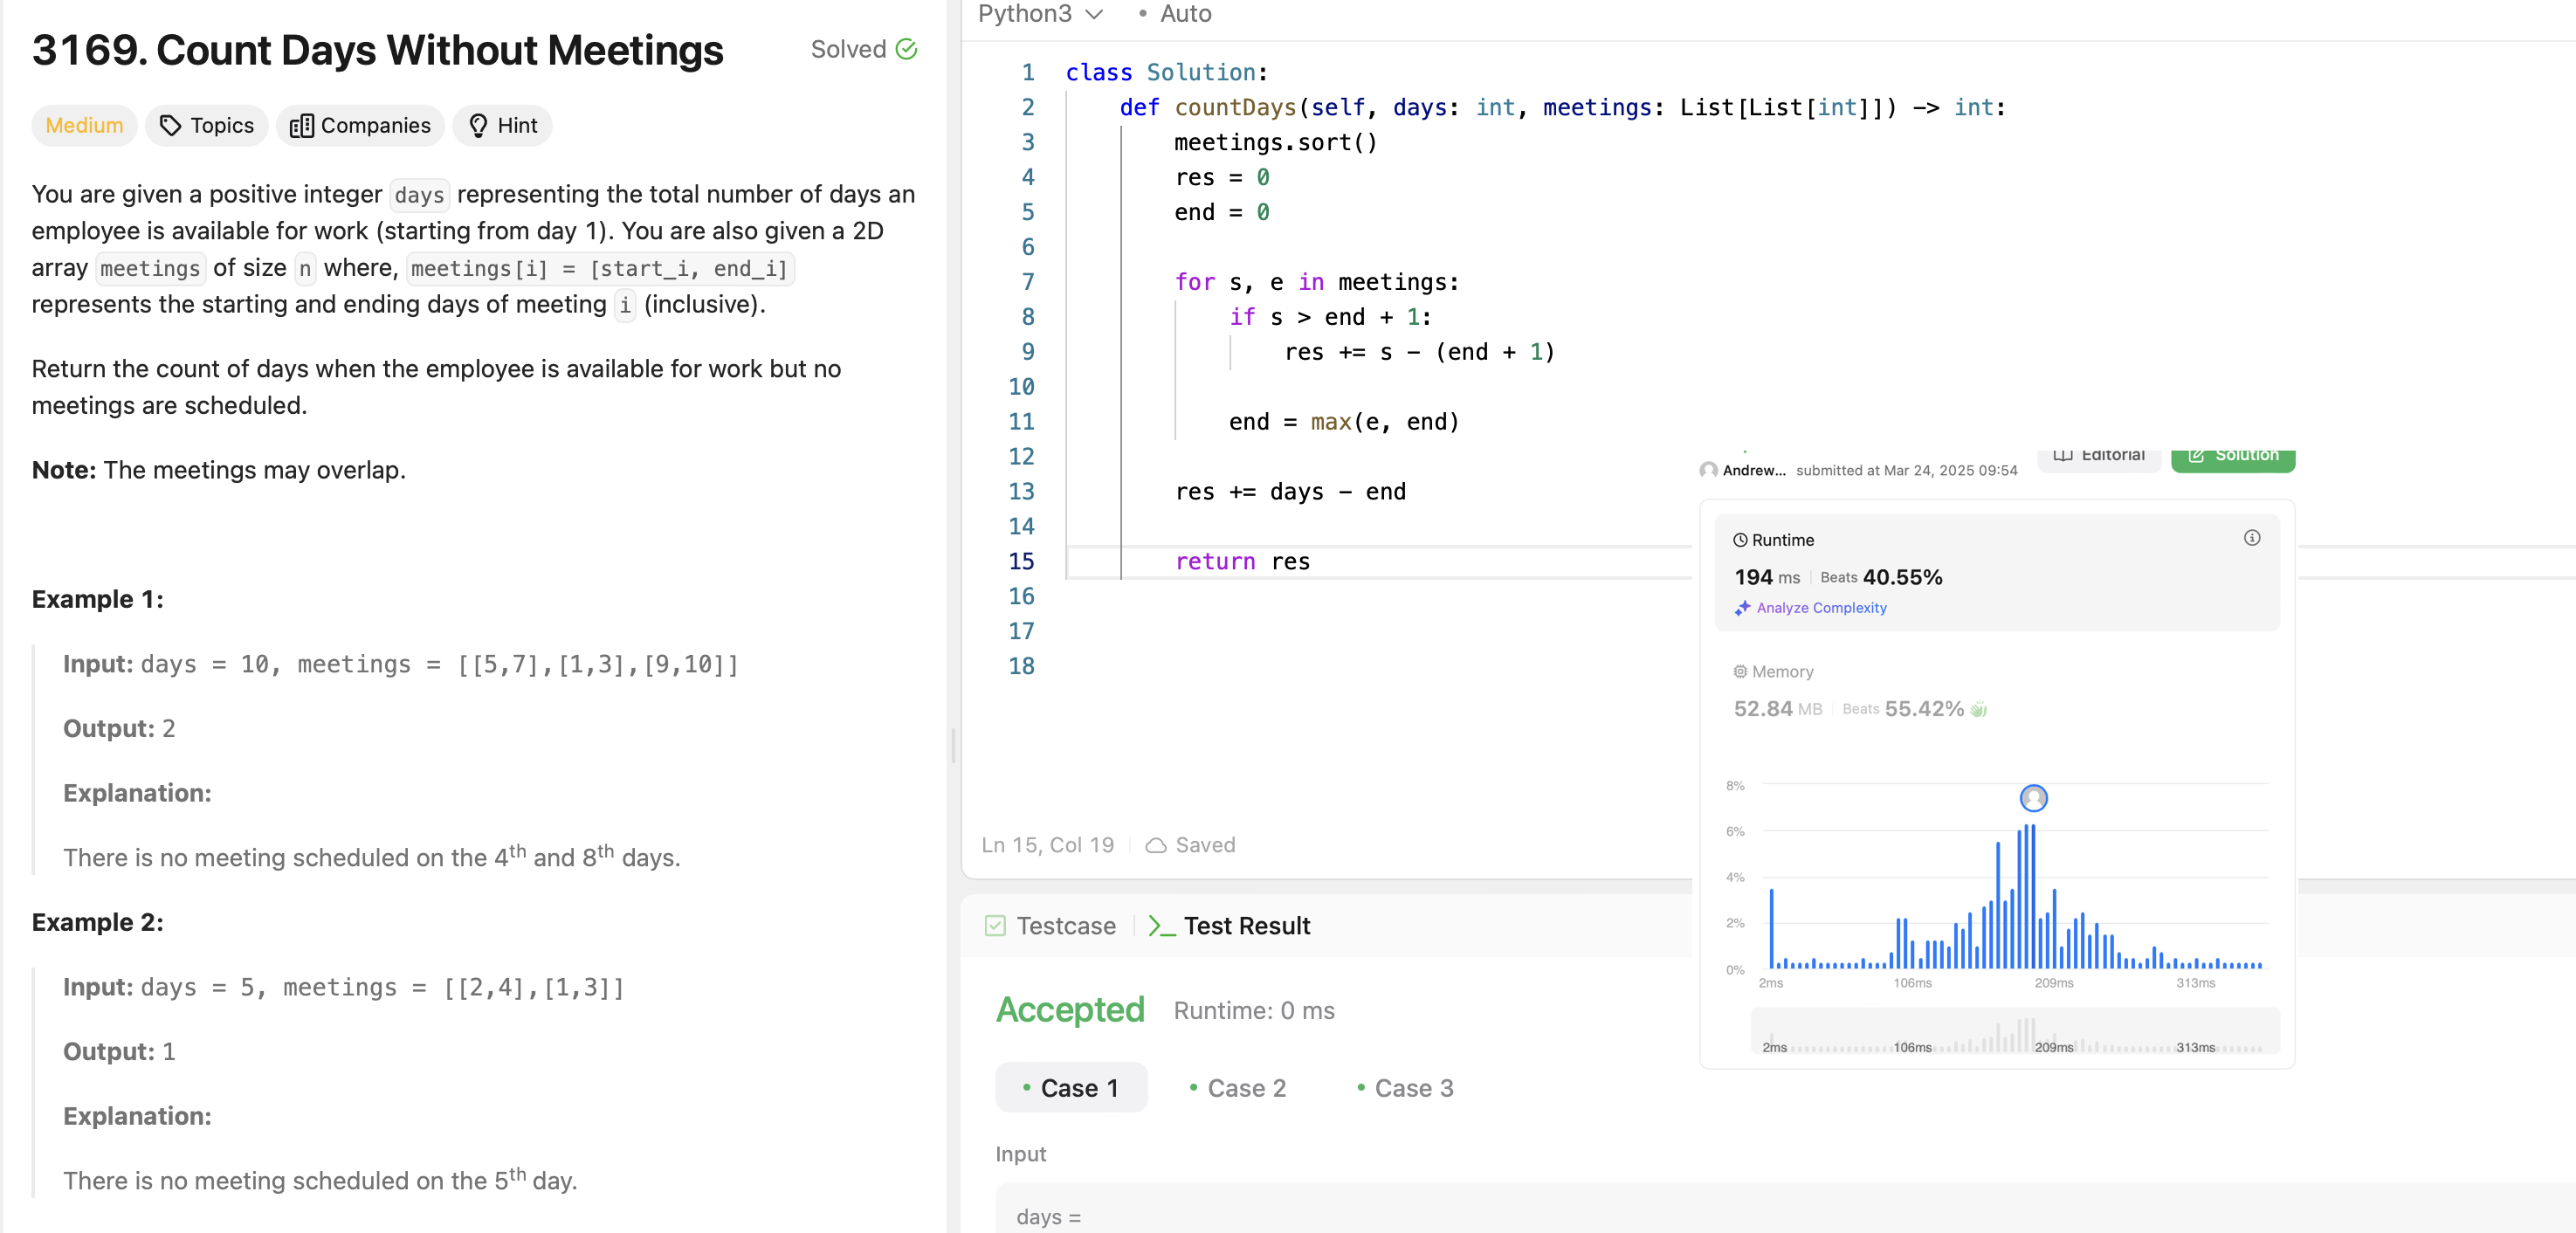 3169. Count Days Without Meetings
Solved
Medium
Topics
Companies
Hint
You are given a positive integer days representing the total number of days an
employee is available for work (starting from day 1). You are also given a 2D
array meetings of size n where, meetings[i] = [start_i, end_i]
represents the starting and ending days of meeting i (inclusive).
Return the count of days when the employee is available for work but no
meetings are scheduled.
Note: The meetings may overlap.
Example 1:
Input: days = 10, meetings = [[5,7],[1,3],[9,10]]
Output: 2
Explanation:
There is no meeting scheduled on the 4th and 8th days.
Example 2:
Input: days = 5, meetings = [[2,4],[1,3]]
Output: 1
Explanation:
There is no meeting scheduled on the 5th day.
Python3 • Auto
1 class Solution:
2     def countDays(self, days: int, meetings: List[List[int]]) -> int:
3         meetings.sort()
4         res = 0
5         end = 0
6
7         for s, e in meetings:
8             if s > end + 1:
9                 res += s - (end + 1)
10
11             end = max(e, end)
12
13         res += days - end
14
15         return res
16
17
18
Ln 15, Col 19
Saved
Andrew... submitted at Mar 24, 2025 09:54
Editorial
Solution
Runtime
194 ms | Beats 40.55%
Analyze Complexity
Memory
52.84 MB | Beats 55.42%
8%
6%
4%
2%
0%
2ms 106ms 209ms 313ms
2ms 106ms 209ms 313ms
Testcase
Test Result
Accepted Runtime: 0 ms
• Case 1 • Case 2 • Case 3
Input
days =